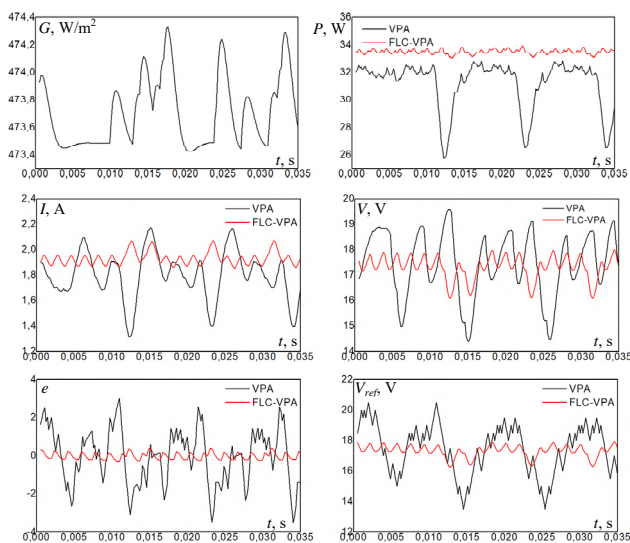 G, W/m²
474,4
474,2
474,0
473,8
473,6
473,4
t, s
0,000 0,005 0,010 0,015 0,020 0,025 0,030 0,035
P, W
VPA
FLC-VPA
36
34
32
30
28
26
t, s
0,000 0,005 0,010 0,015 0,020 0,025 0,030 0,035
I, A
VPA
FLC-VPA
2,4
2,2
2,0
1,8
1,6
1,4
1,2
t, s
0,000 0,005 0,010 0,015 0,020 0,025 0,030 0,035
V, V
VPA
FLC-VPA
20
19
18
17
16
15
14
t, s
0,000 0,005 0,010 0,015 0,020 0,025 0,030 0,035
e
VPA
FLC-VPA
4
2
0
-2
4
t, s
0,000 0,005 0,010 0,015 0,020 0,025 0,030 0,035
Vref, V
VPA
FLC-VPA
22
20
18
16
14
12
t, s
0,000 0,005 0,010 0,015 0,020 0,025 0,030 0,035